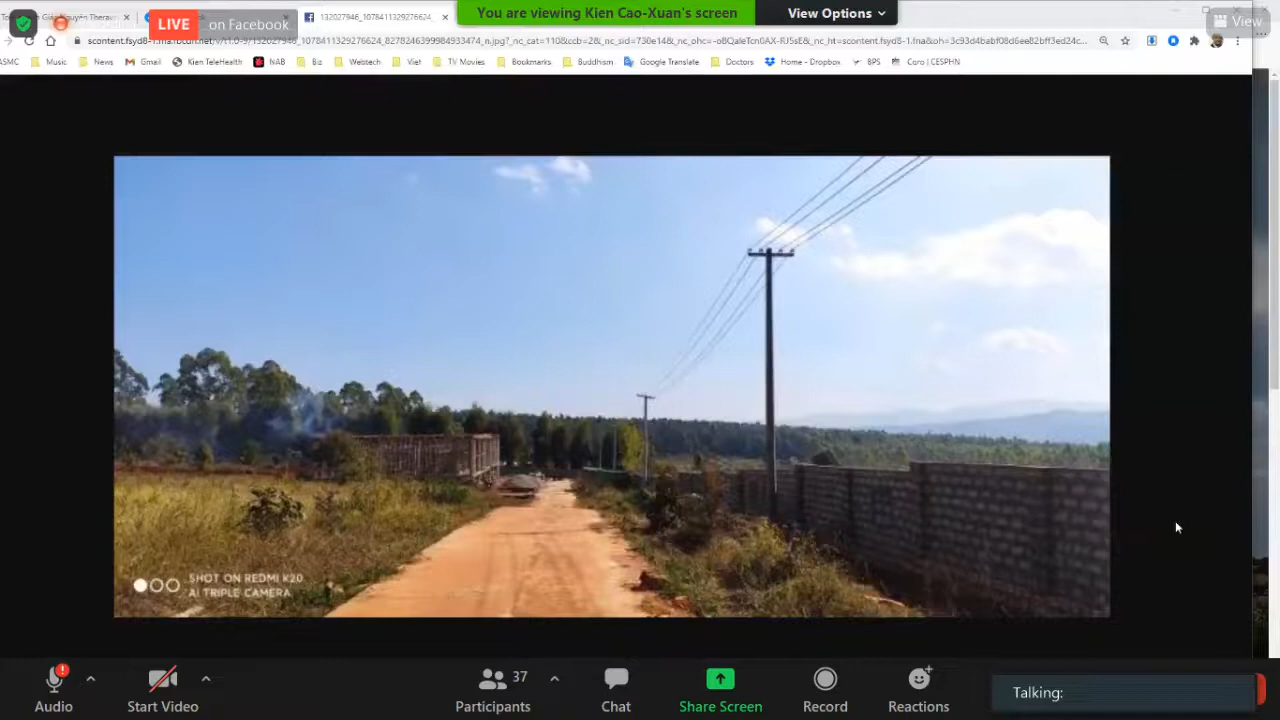 LIVE on Facebook
You are viewing Kien Cao-Xuan's screen
View Options
View
132027946_1078411329276624_
ASMC
Music
News
Gmail
Kien TeleHealth
NAB
Biz
Webtech
Viet
TV Movies
Bookmarks
Buddhism
Google Translate
Doctors
Home - Dropbox
BPS
Coro J.CESPHN
SHOT ON REDMI K20
AI TRIPLE CAMERA
Audio
Start Video
37
Participants
Chat
Share Screen
Record
Reactions
Talking: